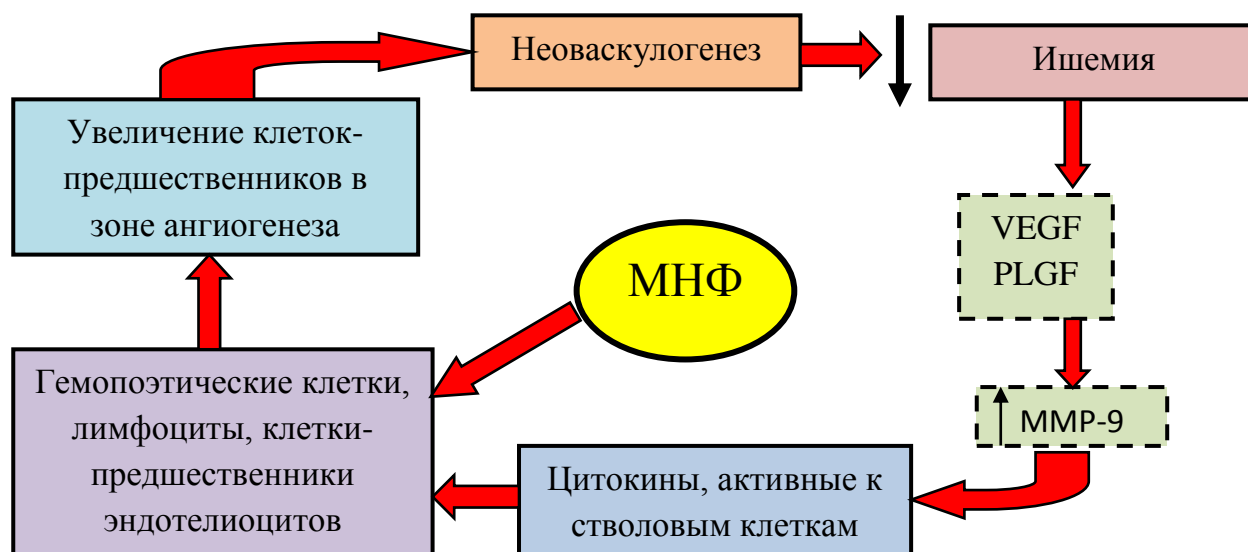 Неоваскулогенез
Ишемия
Увеличение клеток-
предшественников в
зоне ангиогенеза
VEGF
PLGF
МНФ
Гемопоэтические клетки,
лимфоциты, клетки-
предшественники
эндотелиоцитов
MMP-9
Цитокины, активные к
стволовым клеткам